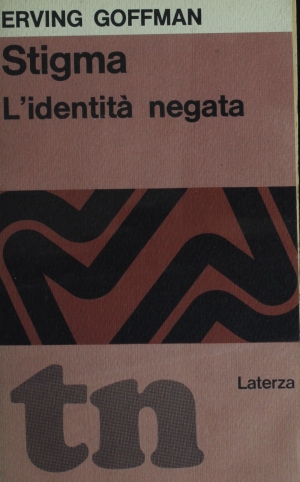 ERVING GOFFMAN
Stigma
L'identità negata
Laterza
tn